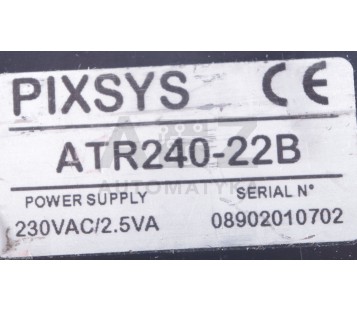 PIXSYS CE
ATR240-22B
POWER SUPPLY SERIAL N°
230VAC/2.5VA 08902010702